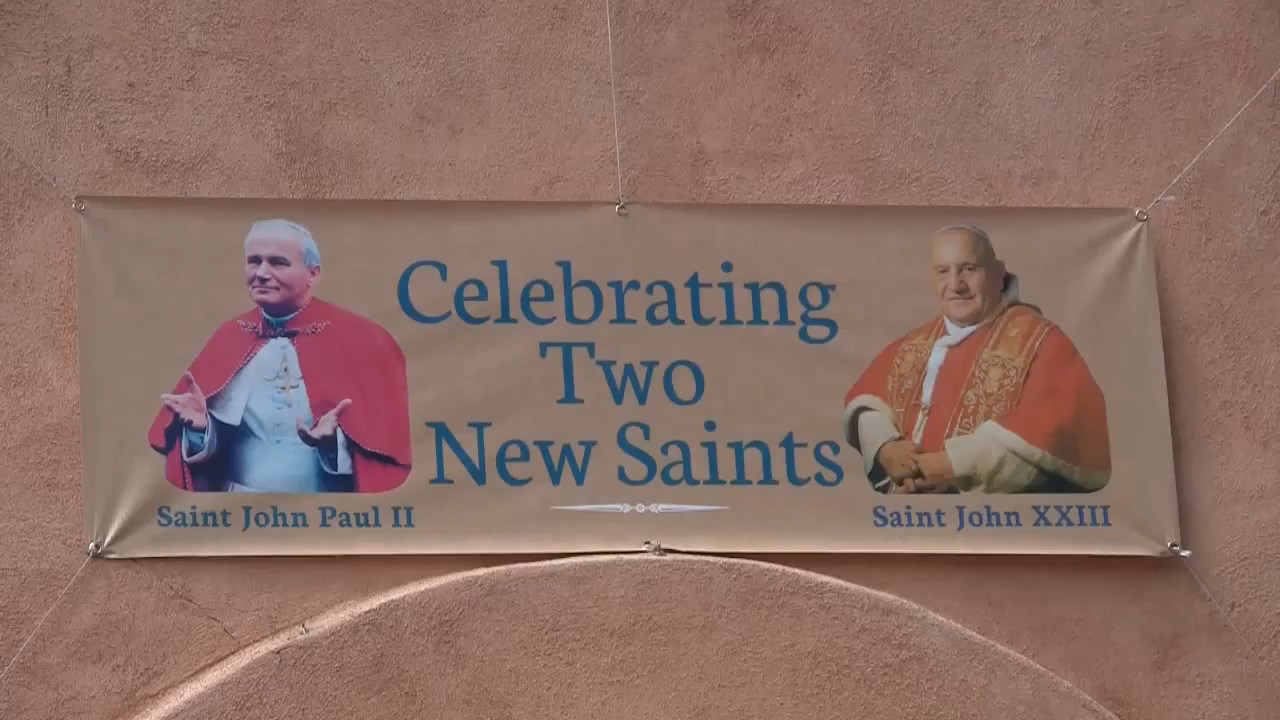 Celebrating
Two
New Saints
Saint John Paul II
Saint John XXIII